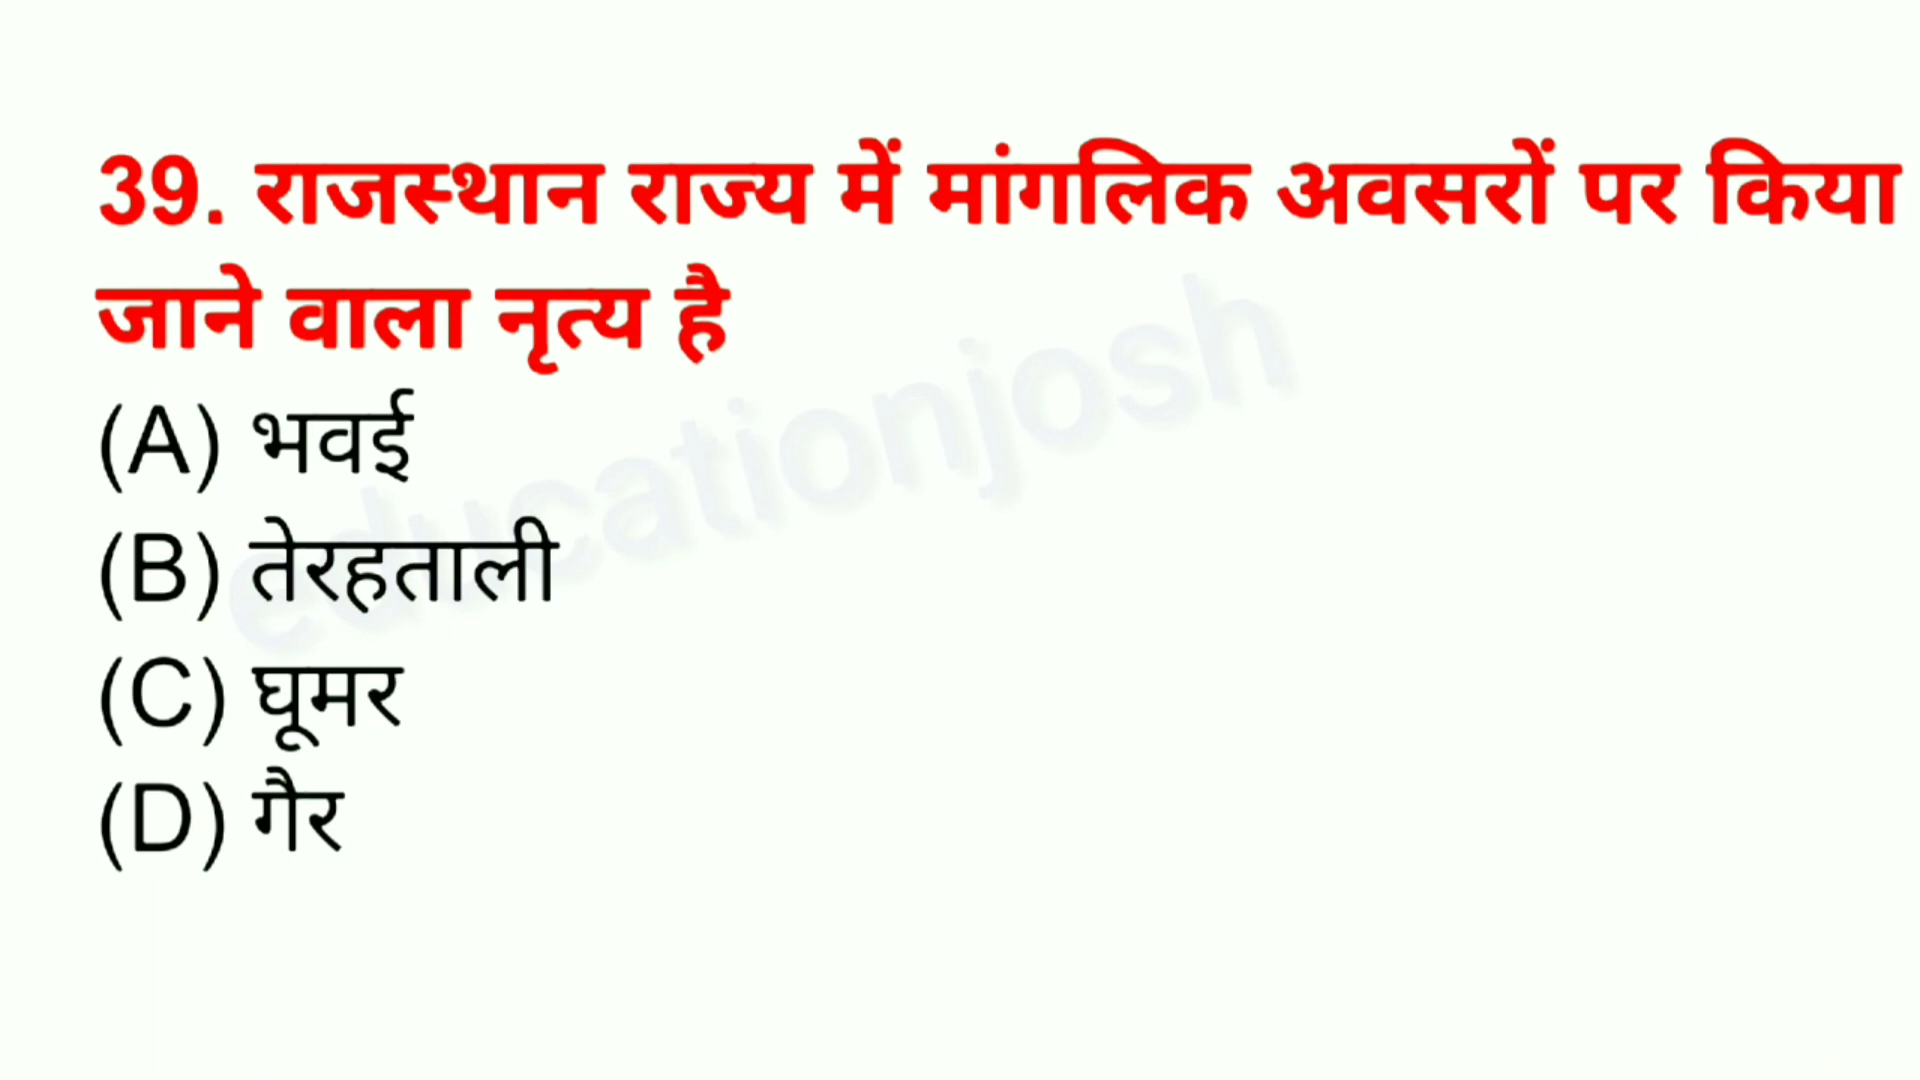 39. राजस्थान राज्य में मांगलिक अवसरों पर किया
जाने वाला नृत्य है
(A) भवई
(B) तेरहताली
(C) घूमर
(D) गैर
educationjosh